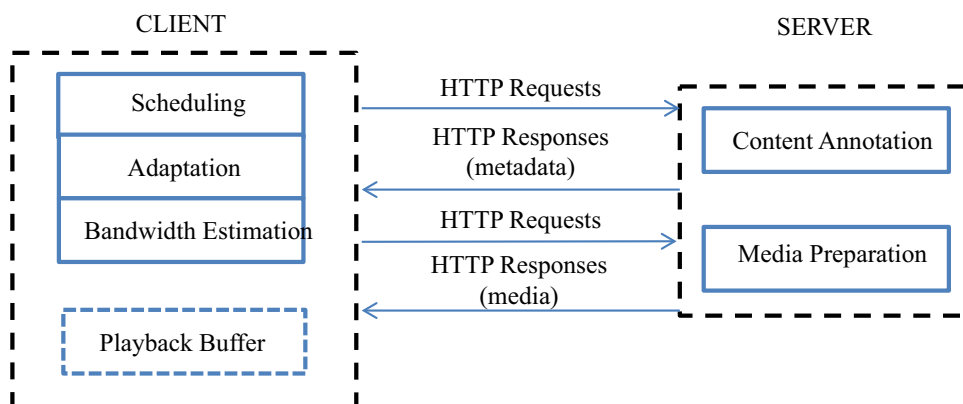 CLIENT
SERVER
Scheduling
Adaptation
Bandwidth Estimation
Playback Buffer
HTTP Requests
HTTP Responses
(metadata)
HTTP Requests
HTTP Responses
(media)
Content Annotation
Media Preparation